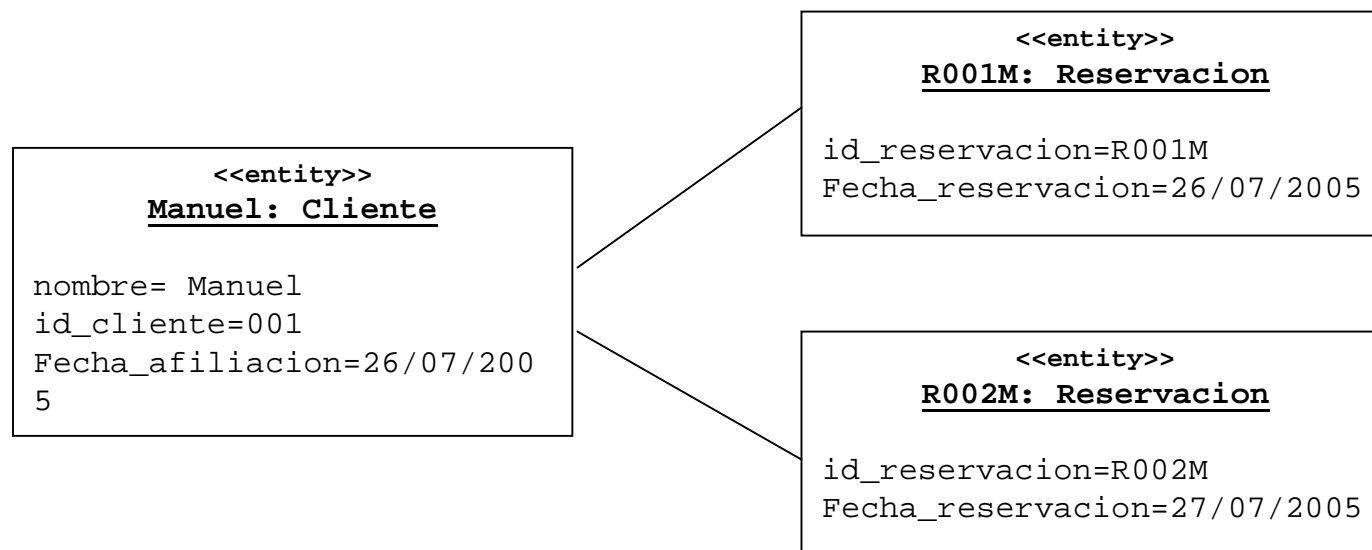 <<entity>>
R001M: Reservacion
id_reservacion=R001M
Fecha_reservacion=26/07/2005
<<entity>>
Manuel: Cliente
nombre= Manuel
id_cliente=001
Fecha_afiliacion=26/07/200
5
<<entity>>
R002M: Reservacion
id_reservacion=R002M
Fecha_reservacion=27/07/2005